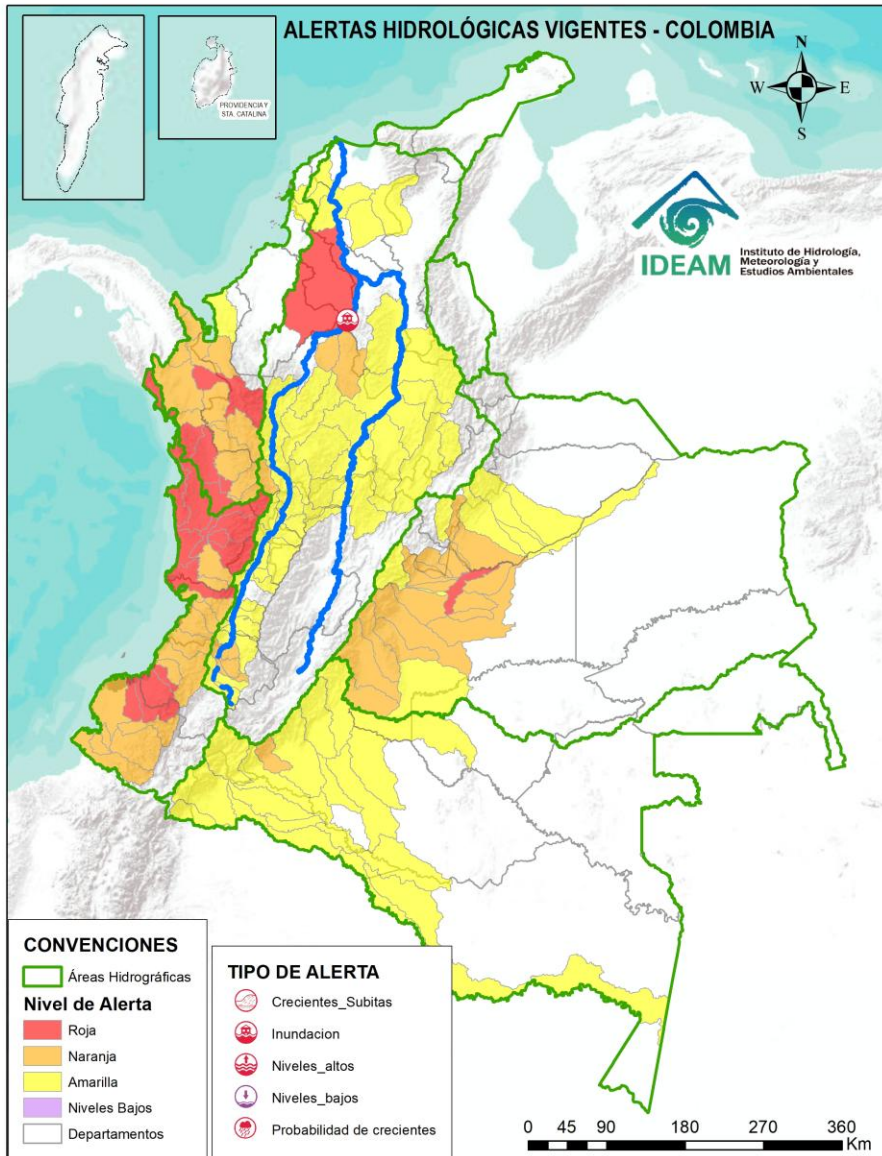 ALERTAS HIDROLÓGICAS VIGENTES - COLOMBIA
PROVIDENCIA Y
STA. CATALINA
N
W
E
S
IDEAM
Instituto de Hidrología,
Meteorología y
Estudios Ambientales
CONVENCIONES
Áreas Hidrográficas
Nivel de Alerta
Roja
Naranja
Amarilla
Niveles Bajos
Departamentos
TIPO DE ALERTA
Crecientes_Subitas
Inundacion
Niveles_altos
Niveles_bajos
Probabilidad de crecientes
0 45 90 180 270 360
Km